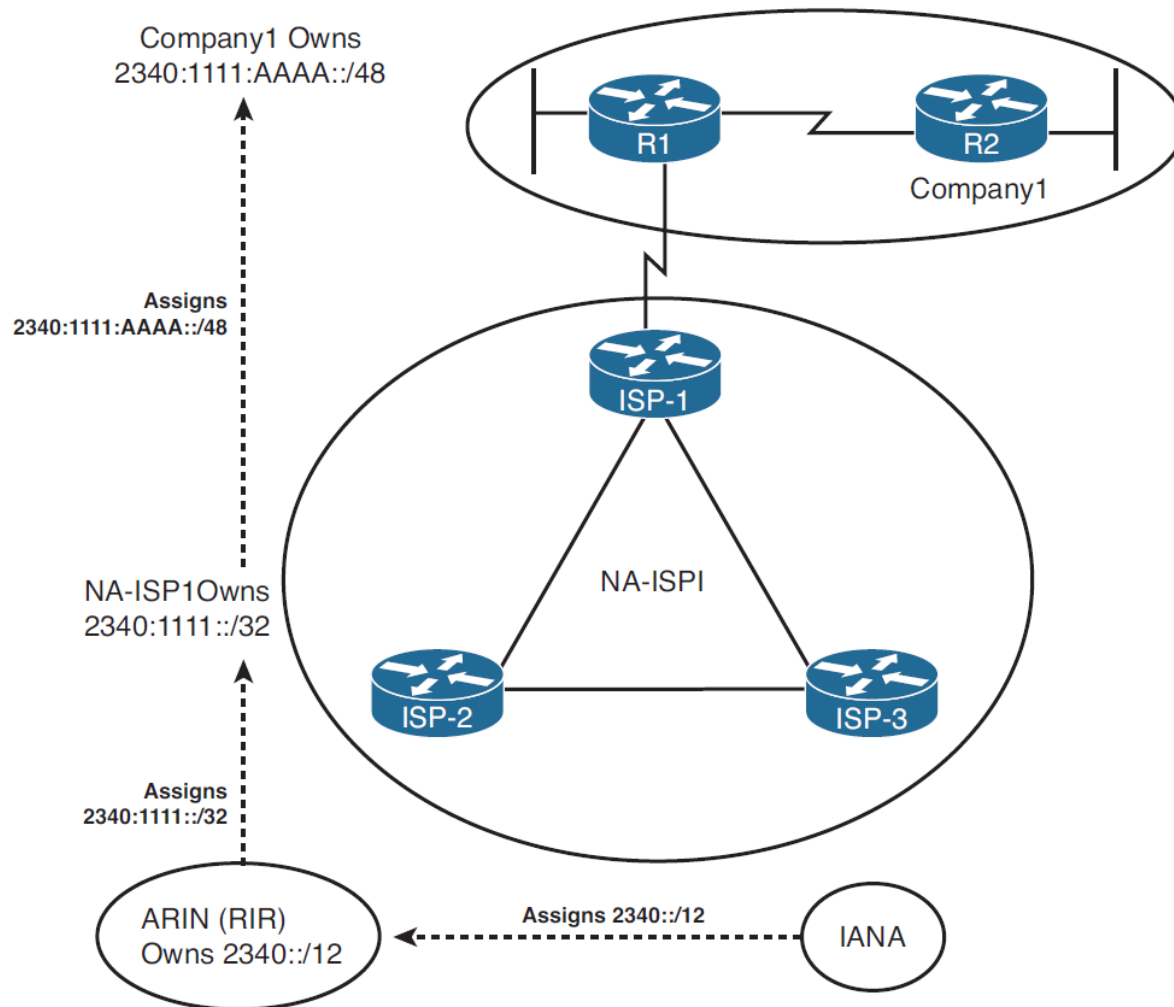 Company1 Owns
2340:1111:AAAA::/48
R1
R2
Company1
Assigns
2340:1111:AAAA::/48
ISP-1
NA-ISPI
NA-ISP1Owns
2340:1111::/32
ISP-2
ISP-3
Assigns
2340:1111::/32
ARIN (RIR)
Owns 2340::/12
Assigns 2340::/12
IANA